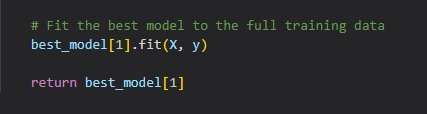 # Fit the best model to the full training data
best_model[1].fit(X, y)
return best_model[1]